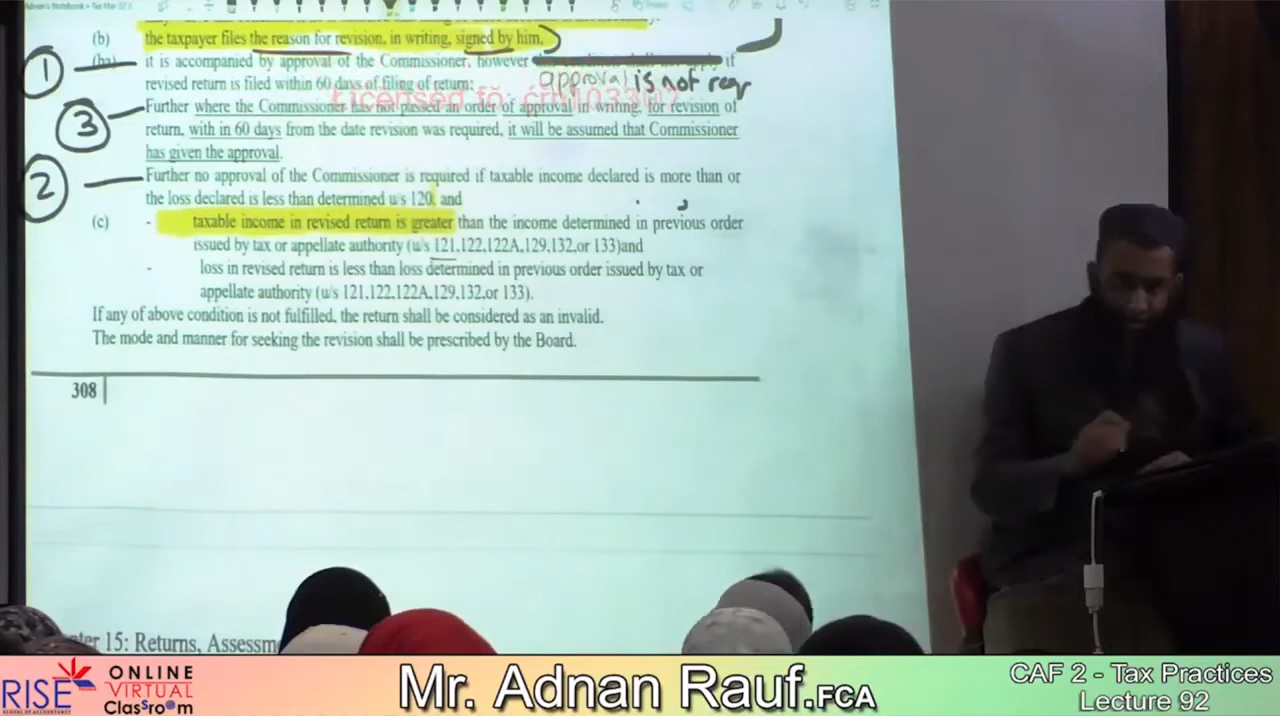 (b) the taxpayer files the reason for revision, in writing, signed by him,
1
(ba) it is accompanied by approval of the Commissioner, however this condition shall not apply if
approval is not req
revised return is filed within 60 days of filing of return;
3
Further where the Commissioner has not passed an order of approval in writing, for revision of
return, with in 60 days from the date revision was required, it will be assumed that Commissioner
has given the approval.
2
Further no approval of the Commissioner is required if taxable income declared is more than or
the loss declared is less than determined u/s 120, and
(c) - taxable income in revised return is greater than the income determined in previous order
issued by tax or appellate authority (u/s 121,122,122A,129,132,or 133)and
- loss in revised return is less than loss determined in previous order issued by tax or
appellate authority (u/s 121,122,122A,129,132,or 133).
If any of above condition is not fulfilled, the return shall be considered as an invalid.
The mode and manner for seeking the revision shall be prescribed by the Board.
308
ter 15: Returns, Assessm
RISE
ONLINE
VIRTUAL
Classroom
Mr. Adnan Rauf.FCA
CAF 2 - Tax Practices
Lecture 92